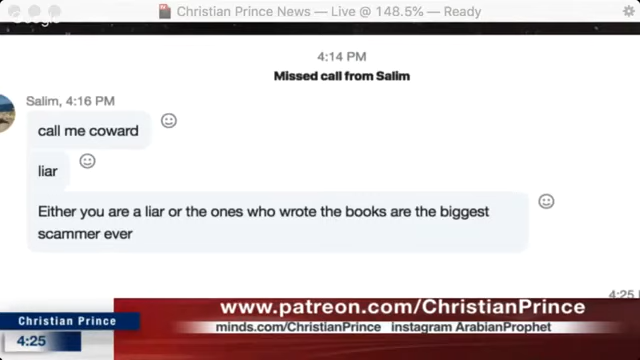 Christian Prince News — Live @ 148.5% — Ready
4:14 PM
Missed call from Salim
Salim, 4:16 PM
call me coward
liar
Either you are a liar or the ones who wrote the books are the biggest
scammer ever
4:25
www.patreon.com/ChristianPrince
Christian Prince
minds.com/ChristianPrince instagram ArabianProphet
4:25